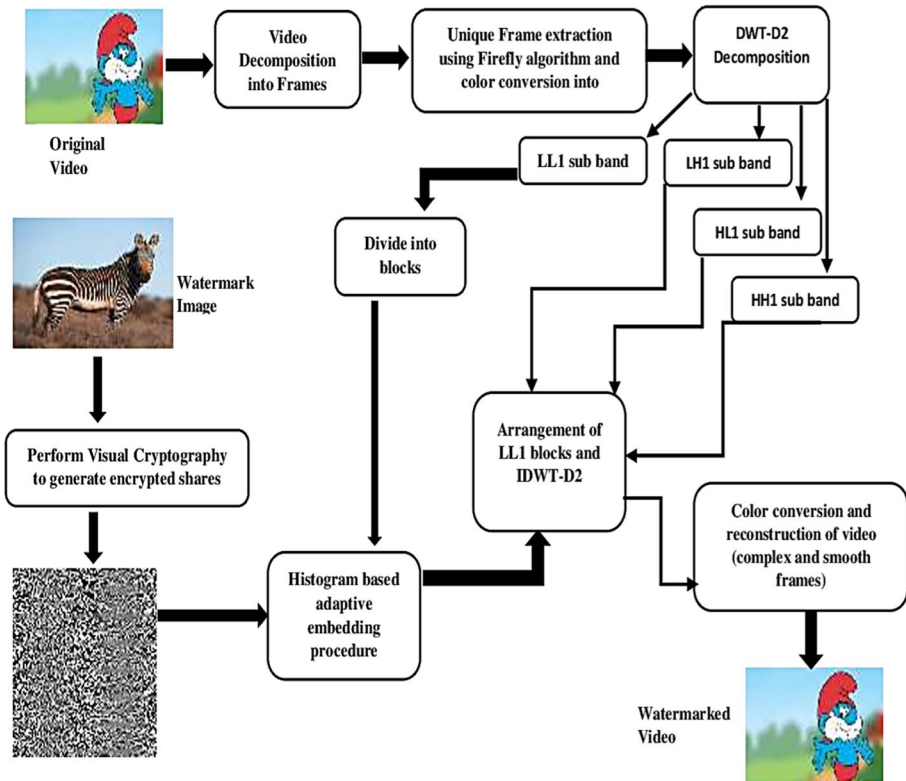 Video
Decomposition
into Frames
Unique Frame extraction
using Firefly algorithm and
color conversion into
DWT-D2
Decomposition
Original
Video
LL1 sub band
LH1 sub band
HL1 sub band
HH1 sub band
Divide into
blocks
Watermark
Image
Perform Visual Cryptography
to generate encrypted shares
Arrangement of
LL1 blocks and
IDWT-D2
Color conversion and
reconstruction of video
(complex and smooth
frames)
Histogram based
adaptive
embedding
procedure
Watermarked
Video